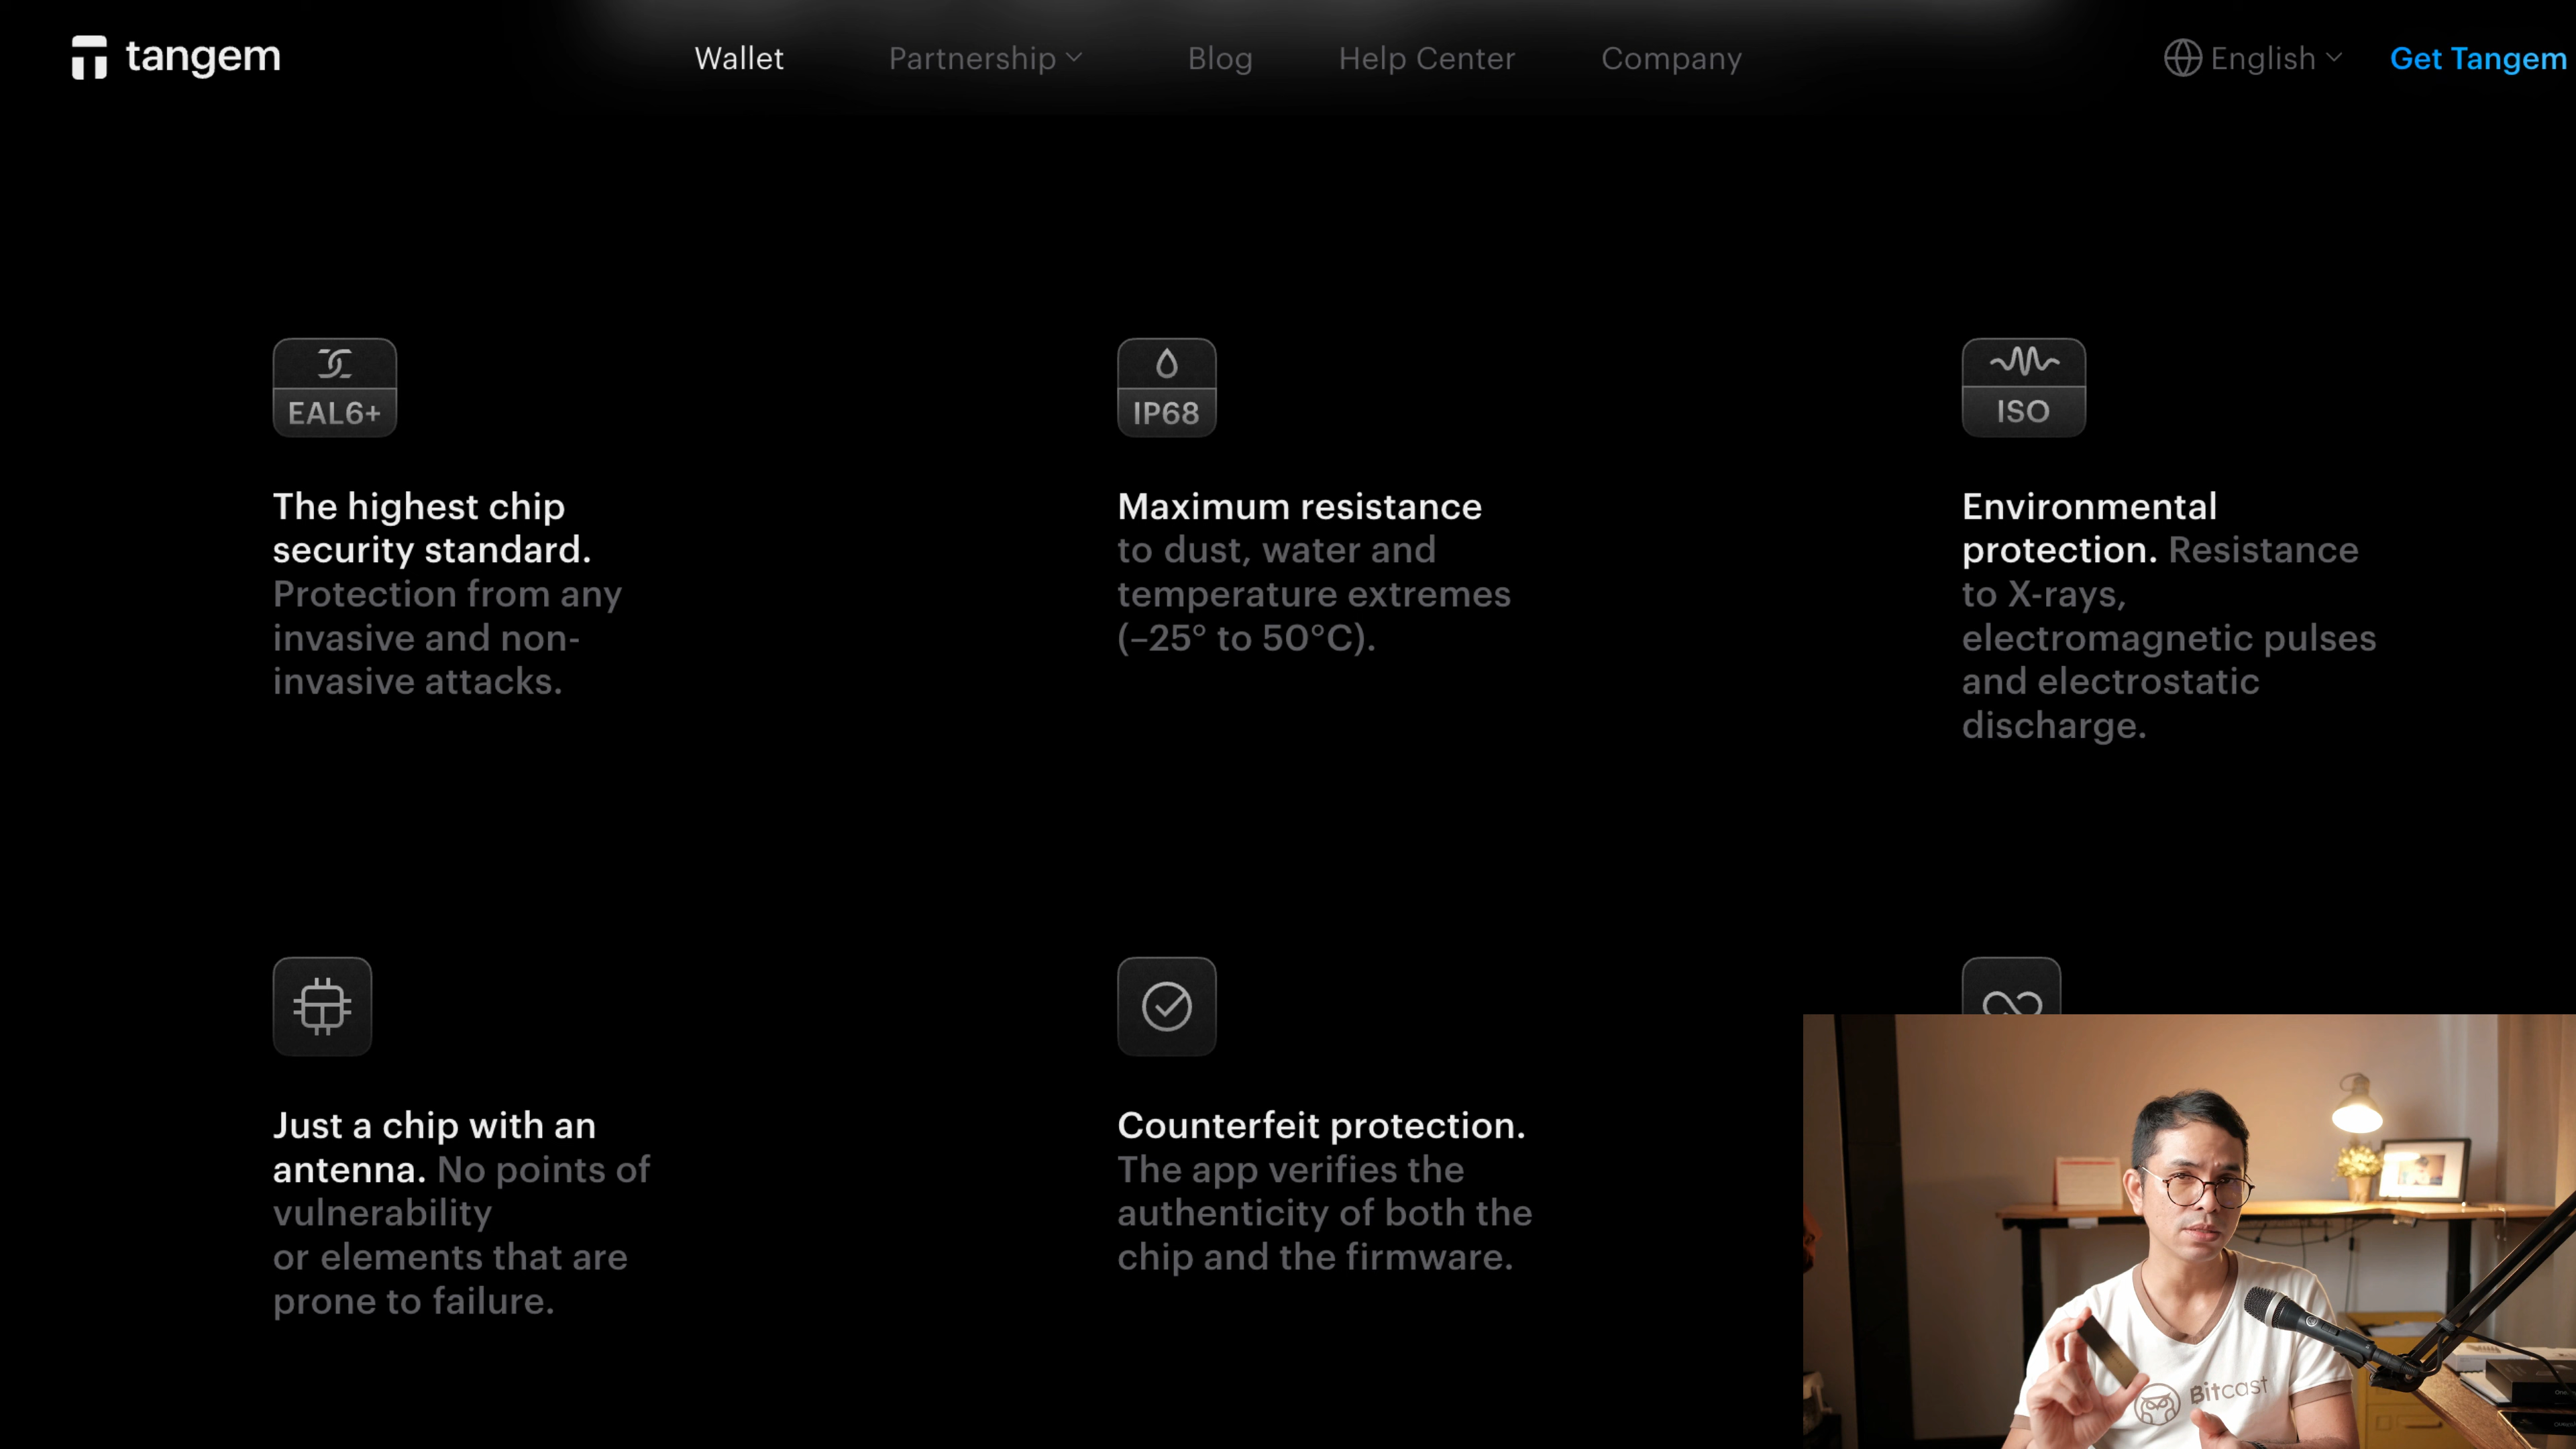 tangem
Wallet
Partnership
Blog
Help Center
Company
English
Get Tangem
EAL6+
The highest chip
security standard.
Protection from any
invasive and non-
invasive attacks.
IP68
Maximum resistance
to dust, water and
temperature extremes
(–25° to 50°C).
ISO
Environmental
protection. Resistance
to X-rays,
electromagnetic pulses
and electrostatic
discharge.
Just a chip with an
antenna. No points of
vulnerability
or elements that are
prone to failure.
Counterfeit protection.
The app verifies the
authenticity of both the
chip and the firmware.
Bitcast